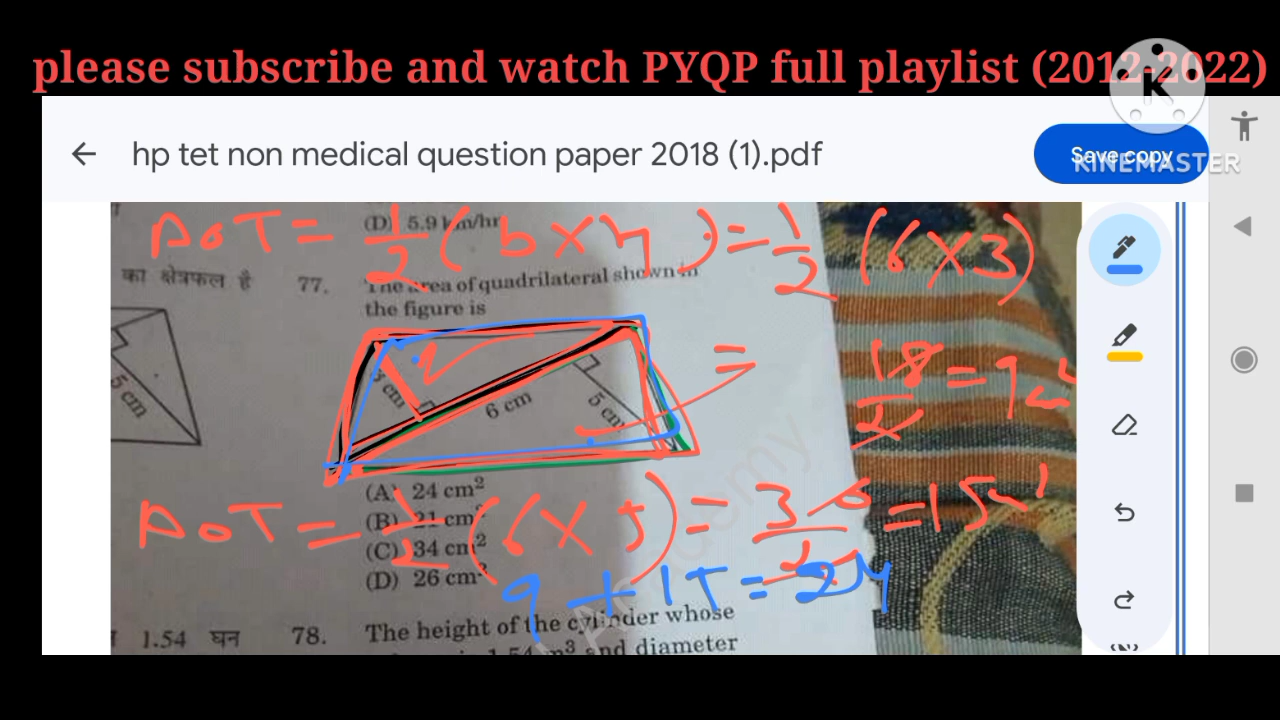 please subscribe and watch PYQP full playlist (2012-2022)
K
hp tet non medical question paper 2018 (1).pdf
Save copy
KINEMASTER
(D) 5.9 km/hr
AOT = 1/2 (b × h) = 1/2 (6 × 3)
का क्षेत्रफल है
77. The area of quadrilateral shown in
the figure is
= 18/2 = 9
3 cm
6 cm
5 cm
5 cm
(A) 24 cm²
(B) 21 cm²
(C) 34 cm²
(D) 26 cm²
AOT = 1/2 (6 × 5) = 30/2 = 15
9 + 15 = 24
1.54 घन
78. The height of the cylinder whose
1.54 m³ and diameter